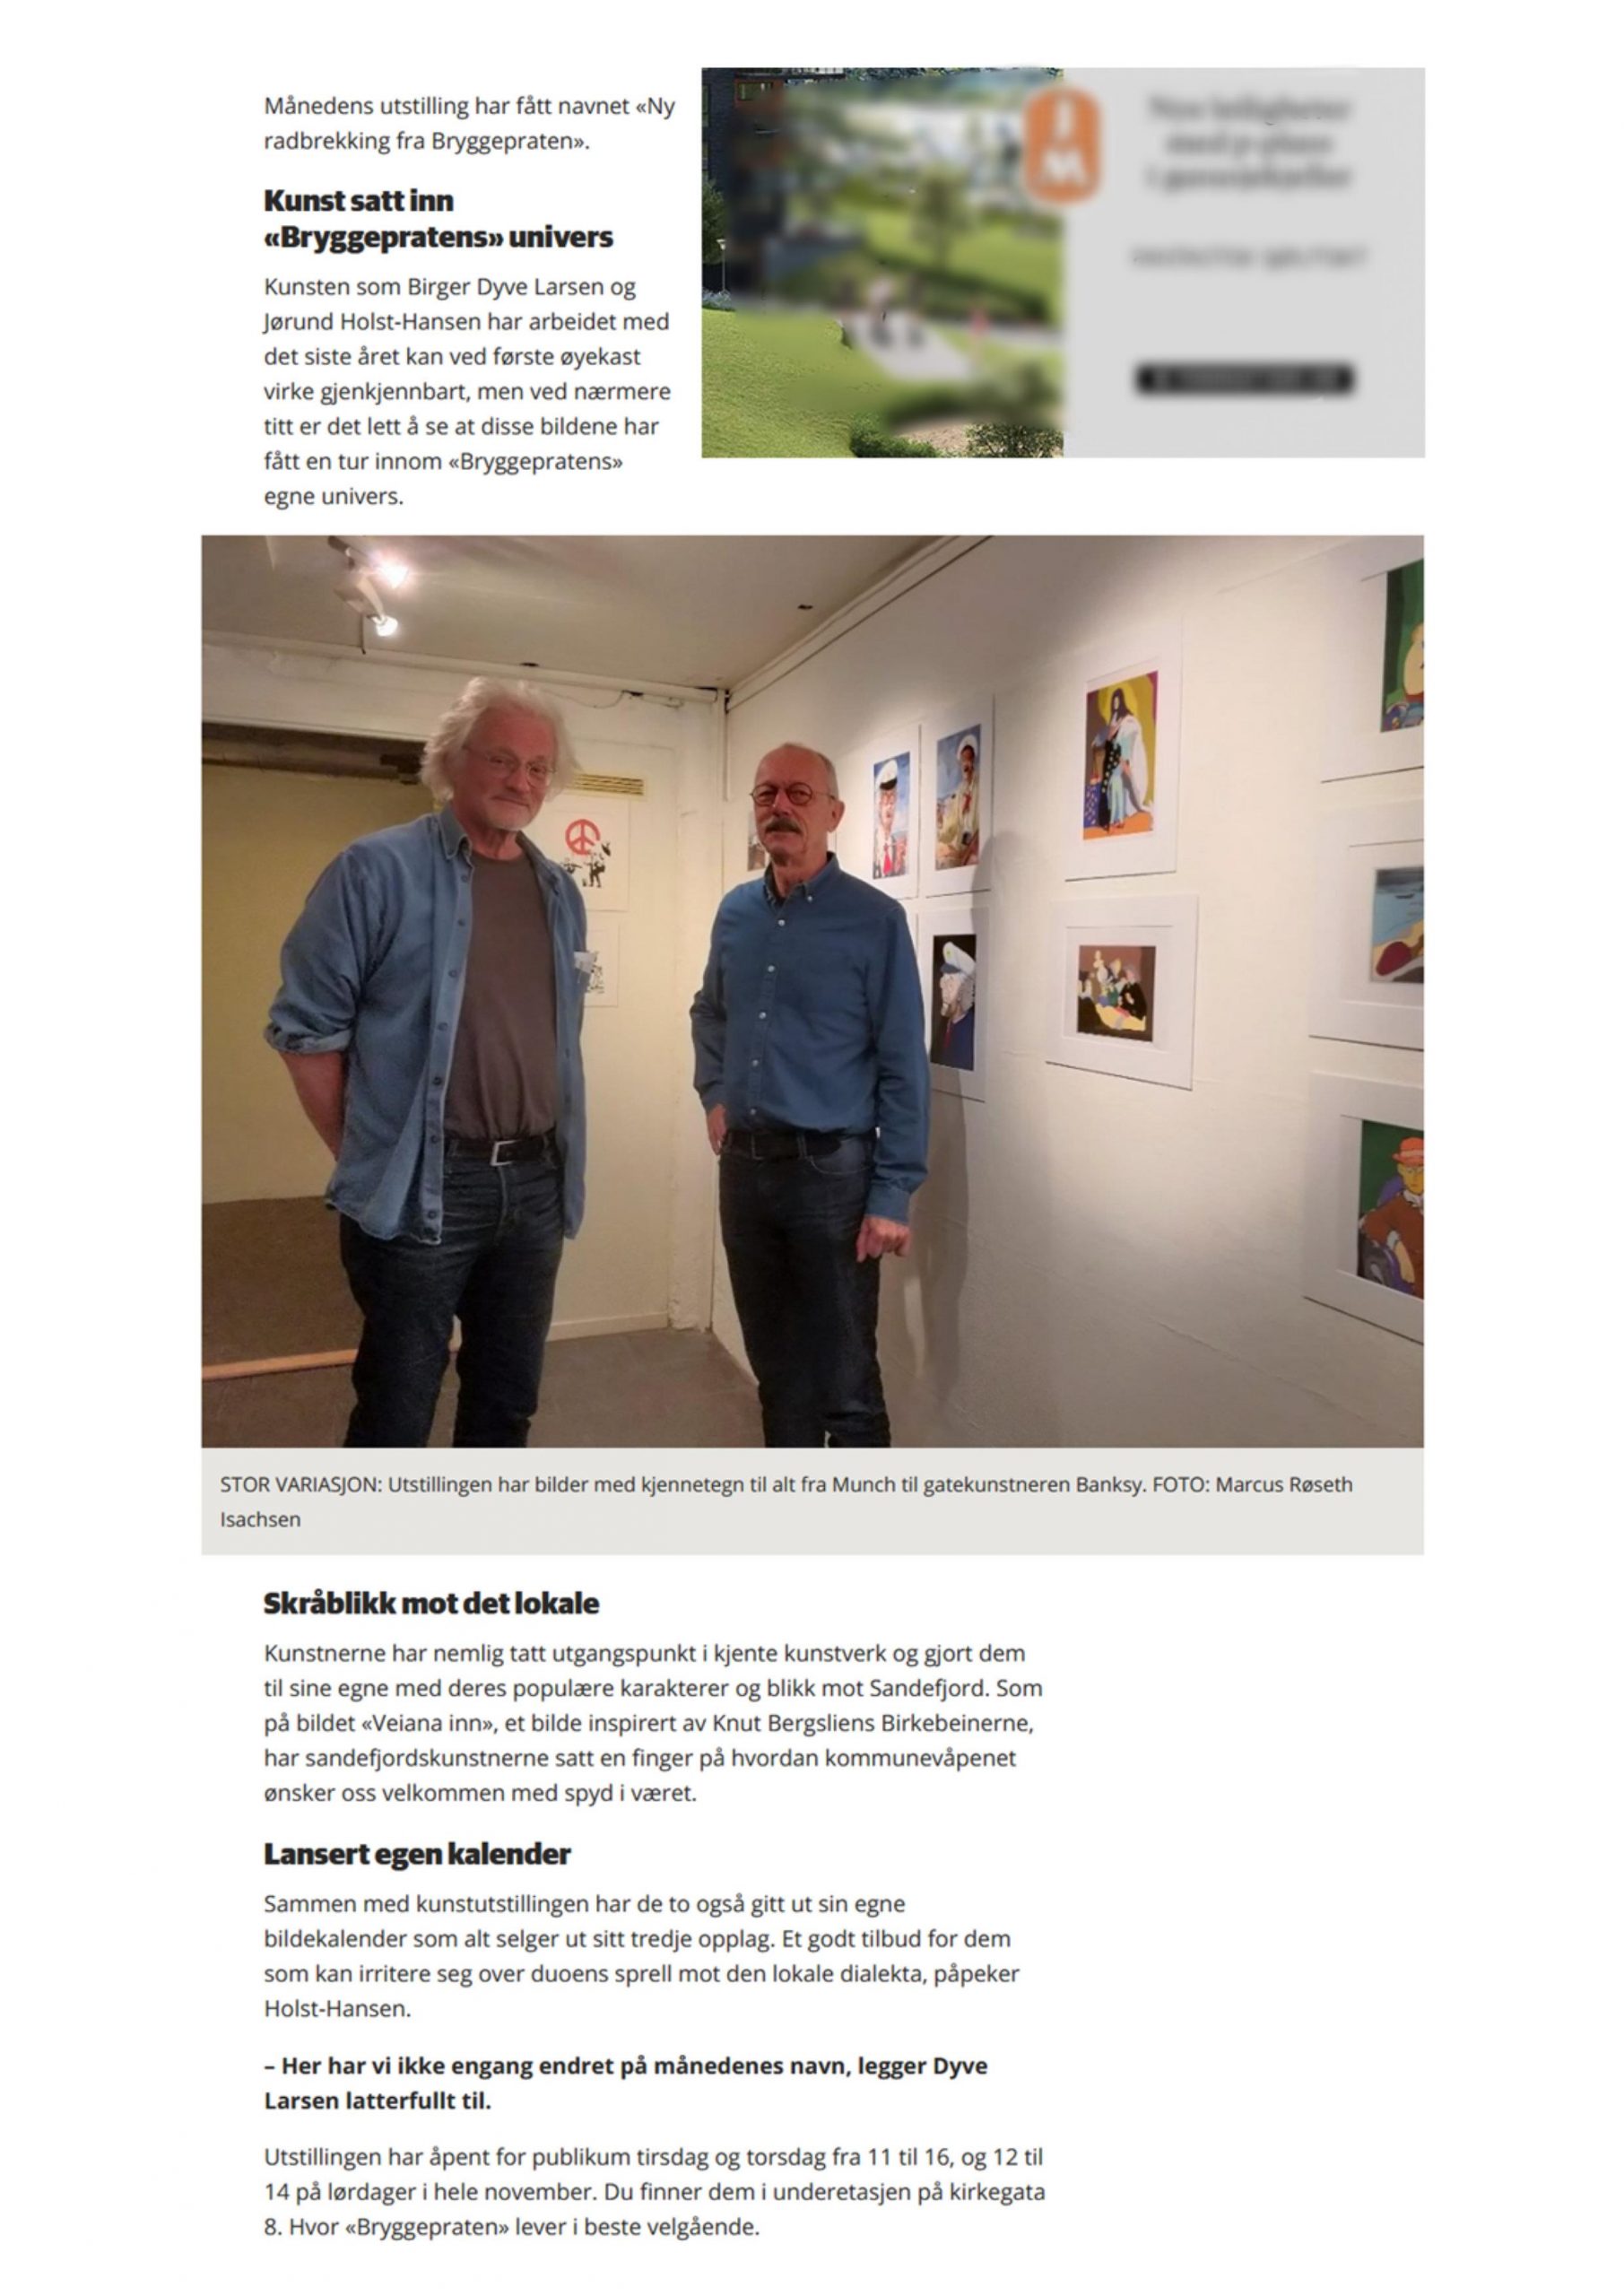 Månedens utstilling har fått navnet «Ny
radbrekking fra Bryggepraten».
Kunst satt inn
«Bryggepratens» univers
Kunsten som Birger Dyve Larsen og
Jørund Holst-Hansen har arbeidet med
det siste året kan ved første øyekast
virke gjenkjennbart, men ved nærmere
titt er det lett å se at disse bildene har
fått en tur innom «Bryggepratens»
egne univers.
STOR VARIASJON: Utstillingen har bilder med kjennetegn til alt fra Munch til gatekunstneren Banksy. FOTO: Marcus Røseth
Isachsen
Skråblikk mot det lokale
Kunstnerne har nemlig tatt utgangspunkt i kjente kunstverk og gjort dem
til sine egne med deres populære karakterer og blikk mot Sandefjord. Som
på bildet «Veiana inn», et bilde inspirert av Knut Bergsliens Birkebeinerne,
har sandefjordskunstnerne satt en finger på hvordan kommunevåpenet
ønsker oss velkommen med spyd i været.
Lansert egen kalender
Sammen med kunstutstillingen har de to også gitt ut sin egne
bildekalender som alt selger ut sitt tredje opplag. Et godt tilbud for dem
som kan irritere seg over duoens sprell mot den lokale dialekta, påpeker
Holst-Hansen.
– Her har vi ikke engang endret på månedenes navn, legger Dyve
Larsen latterfullt til.
Utstillingen har åpent for publikum tirsdag og torsdag fra 11 til 16, og 12 til
14 på lørdager i hele november. Du finner dem i underetasjen på kirkegata
8. Hvor «Bryggepraten» lever i beste velgående.